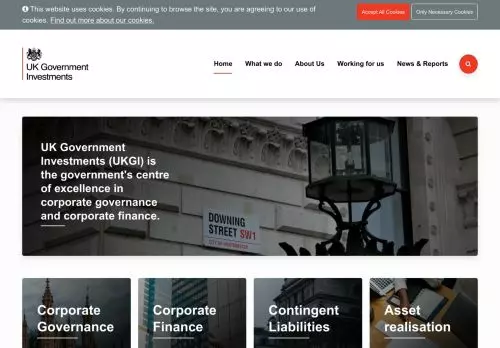 This website uses cookies. By continuing to browse the site, you are agreeing to our use of
cookies. Find out more about our cookies.
Accept All Cookies
Only Necessary Cookies
UK Government
Investments
Home
What we do
About Us
Working for us
News & Reports
UK Government
Investments (UKGI) is
the government's centre
of excellence in
corporate governance
and corporate finance.
DOWNING
STREET SW1
CITY OF WESTMINSTER
Corporate
Governance
Corporate
Finance
Contingent
Liabilities
Asset
realisation